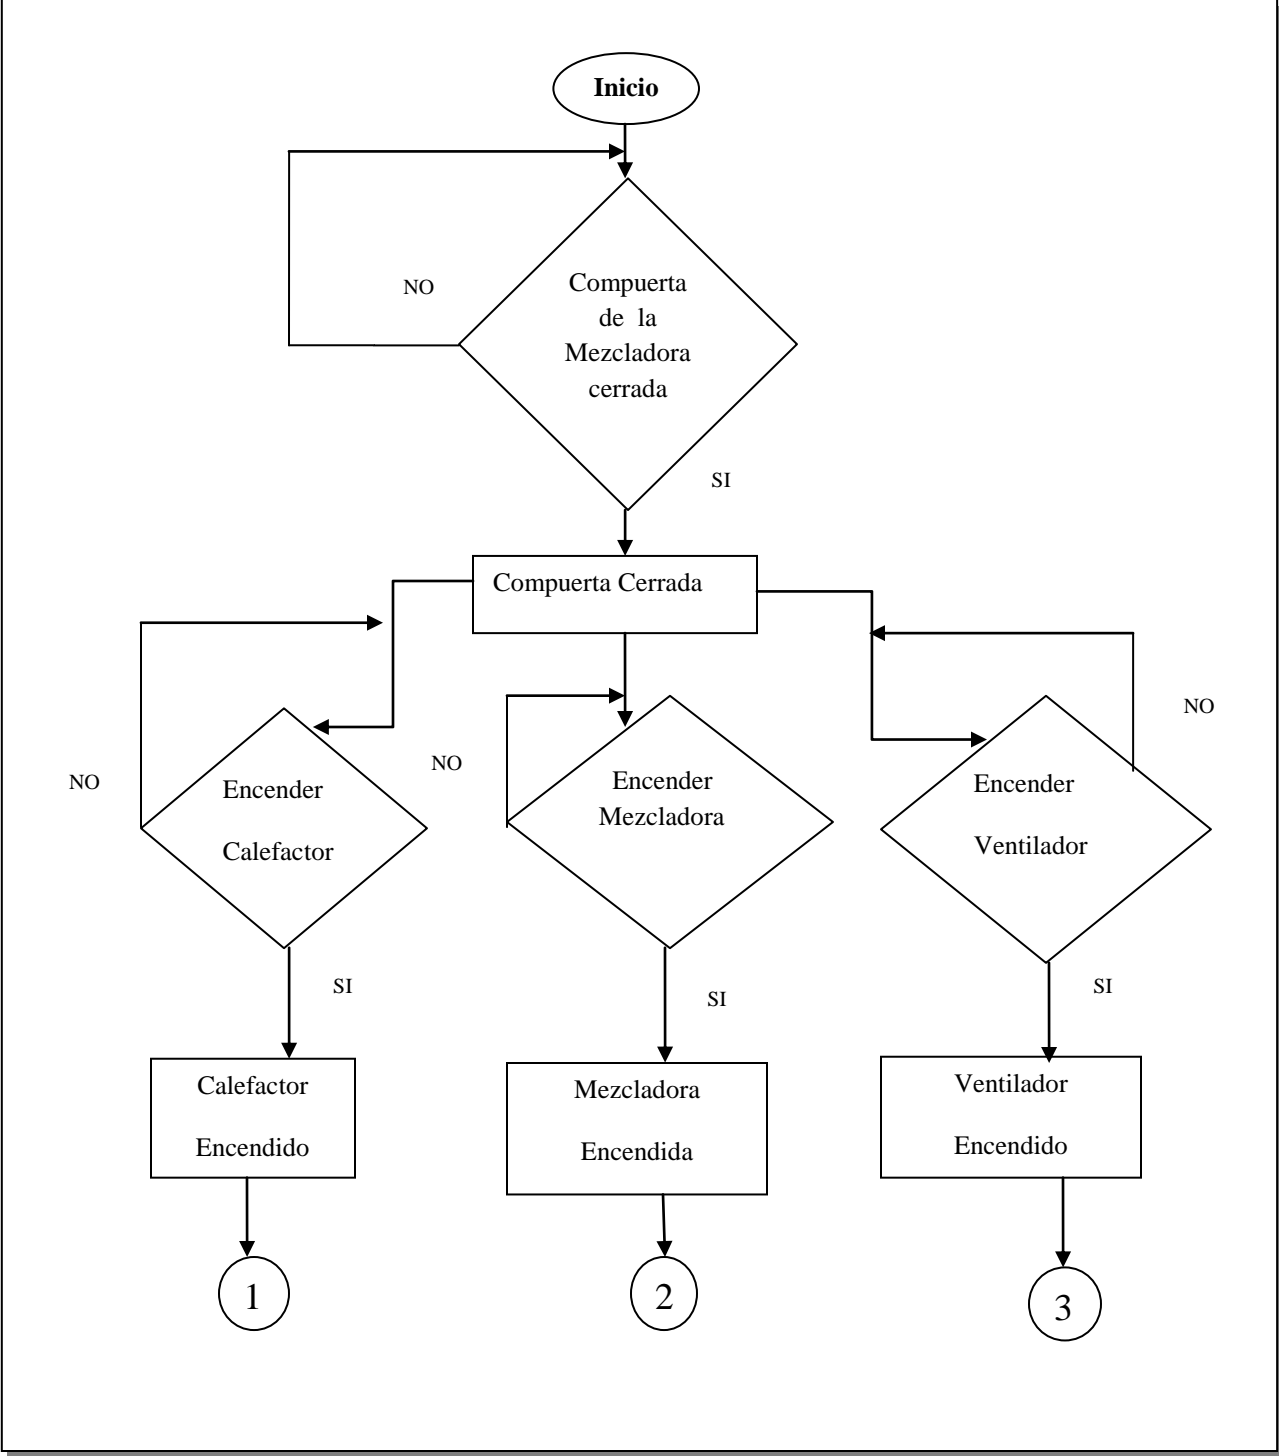 Inicio
NO
Compuerta
de la
Mezcladora
cerrada
SI
Compuerta Cerrada
NO
Encender
Calefactor
NO
Encender
Mezcladora
NO
Encender
Ventilador
SI
SI
SI
Calefactor
Encendido
Mezcladora
Encendida
Ventilador
Encendido
1
2
3